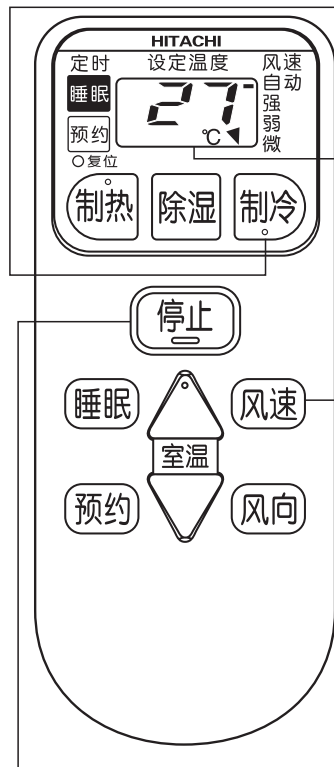 HITACHI
定时 设定温度 风速
睡眠 自动
27 强
预约 ℃ 弱
○复位 微
制热 除湿 制冷
停止
睡眠 风速
室温
预约 风向